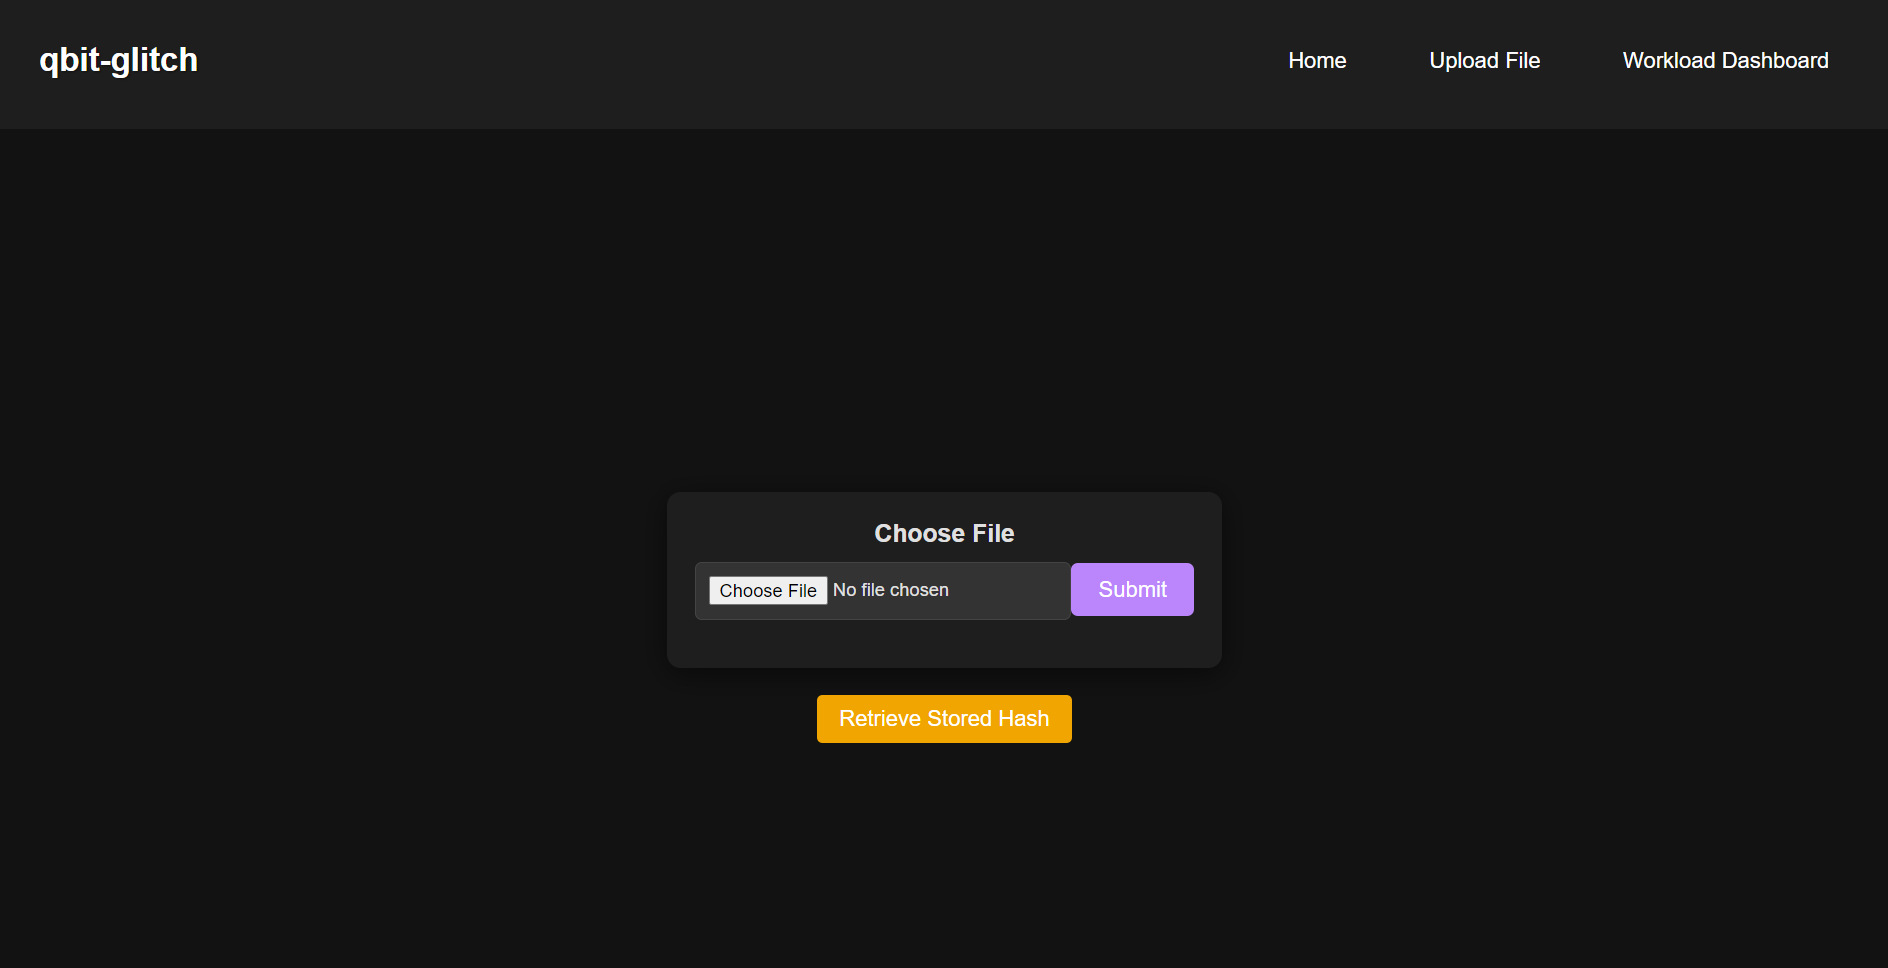 qbit-glitch
Home
Upload File
Workload Dashboard
Choose File
Choose File No file chosen
Submit
Retrieve Stored Hash